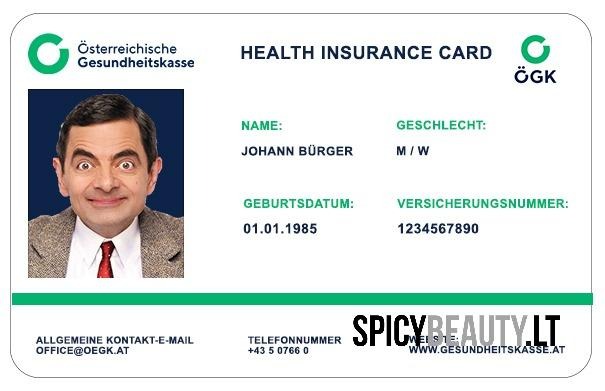 Österreichische
Gesundheitskasse
HEALTH INSURANCE CARD
ÖGK
NAME:
GESCHLECHT:
JOHANN BÜRGER
M / W
GEBURTSDATUM:
VERSICHERUNGSNUMMER:
01.01.1985
1234567890
ALLGEMEINE KONTAKT-E-MAIL
OFFICE@OEGK.AT
TELEFONNUMMER
+43 5 0766 0
SPICYBEAUTY.LT
WEBSITE:
WWW.GESUNDHEITSKASSE.AT